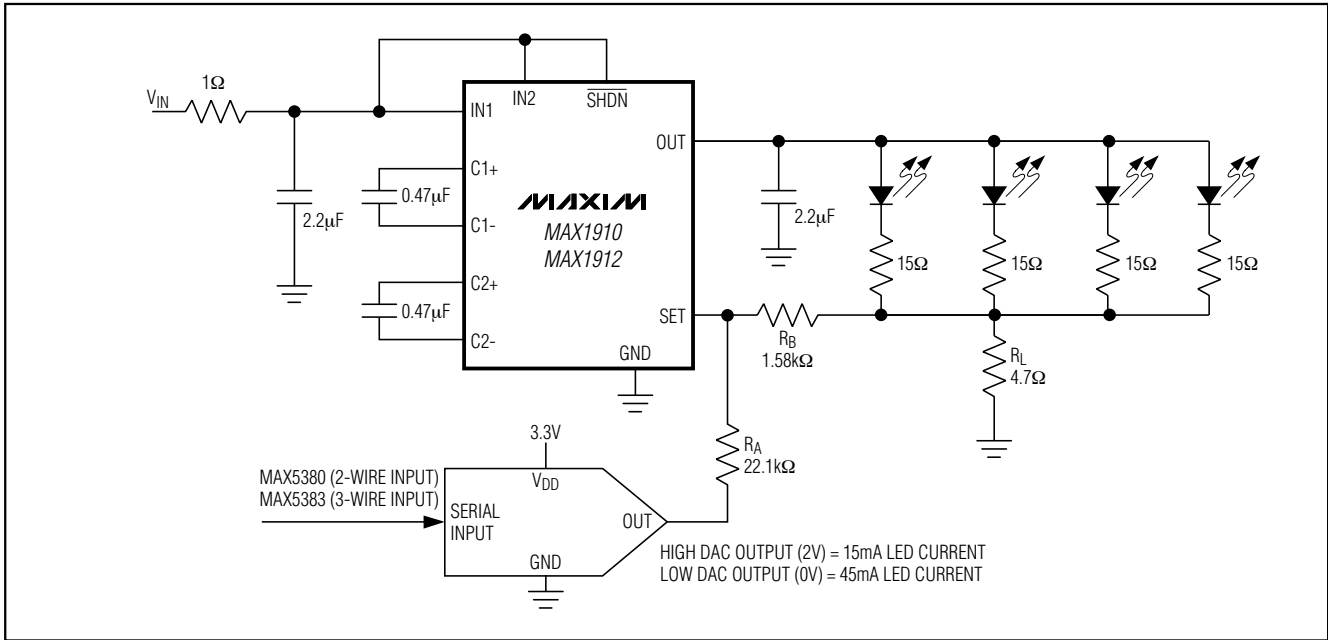 1Ω
V_IN
IN1
IN2
SHDN
OUT
C1+
0.47μF
C1-
2.2μF
MAXIM
MAX1910
MAX1912
2.2μF
15Ω
15Ω
15Ω
15Ω
C2+
0.47μF
C2-
SET
GND
R_B
1.58kΩ
R_L
4.7Ω
R_A
22.1kΩ
3.3V
V_DD
MAX5380 (2-WIRE INPUT)
MAX5383 (3-WIRE INPUT)
SERIAL
INPUT
OUT
GND
HIGH DAC OUTPUT (2V) = 15mA LED CURRENT
LOW DAC OUTPUT (0V) = 45mA LED CURRENT